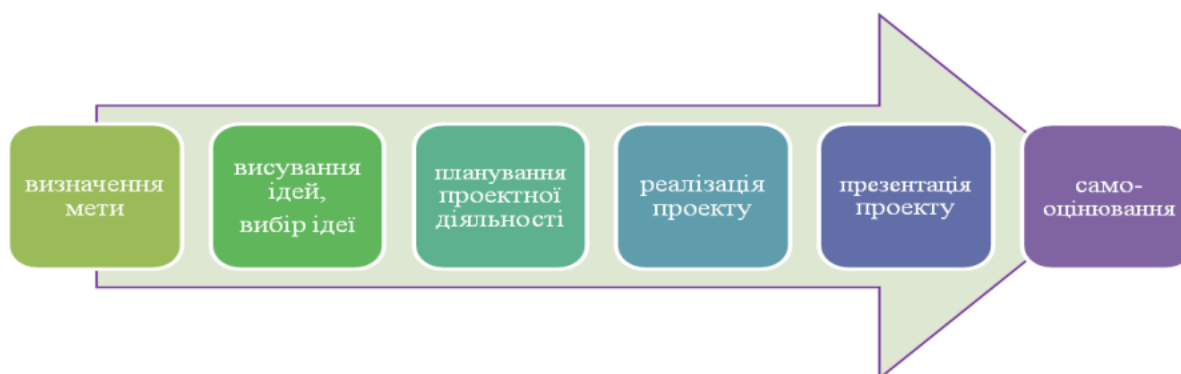 визначення
мети
висування
ідей,
вибір ідеї
планування
проектної
діяльності
реалізація
проекту
презентація
проекту
само-
оцінювання